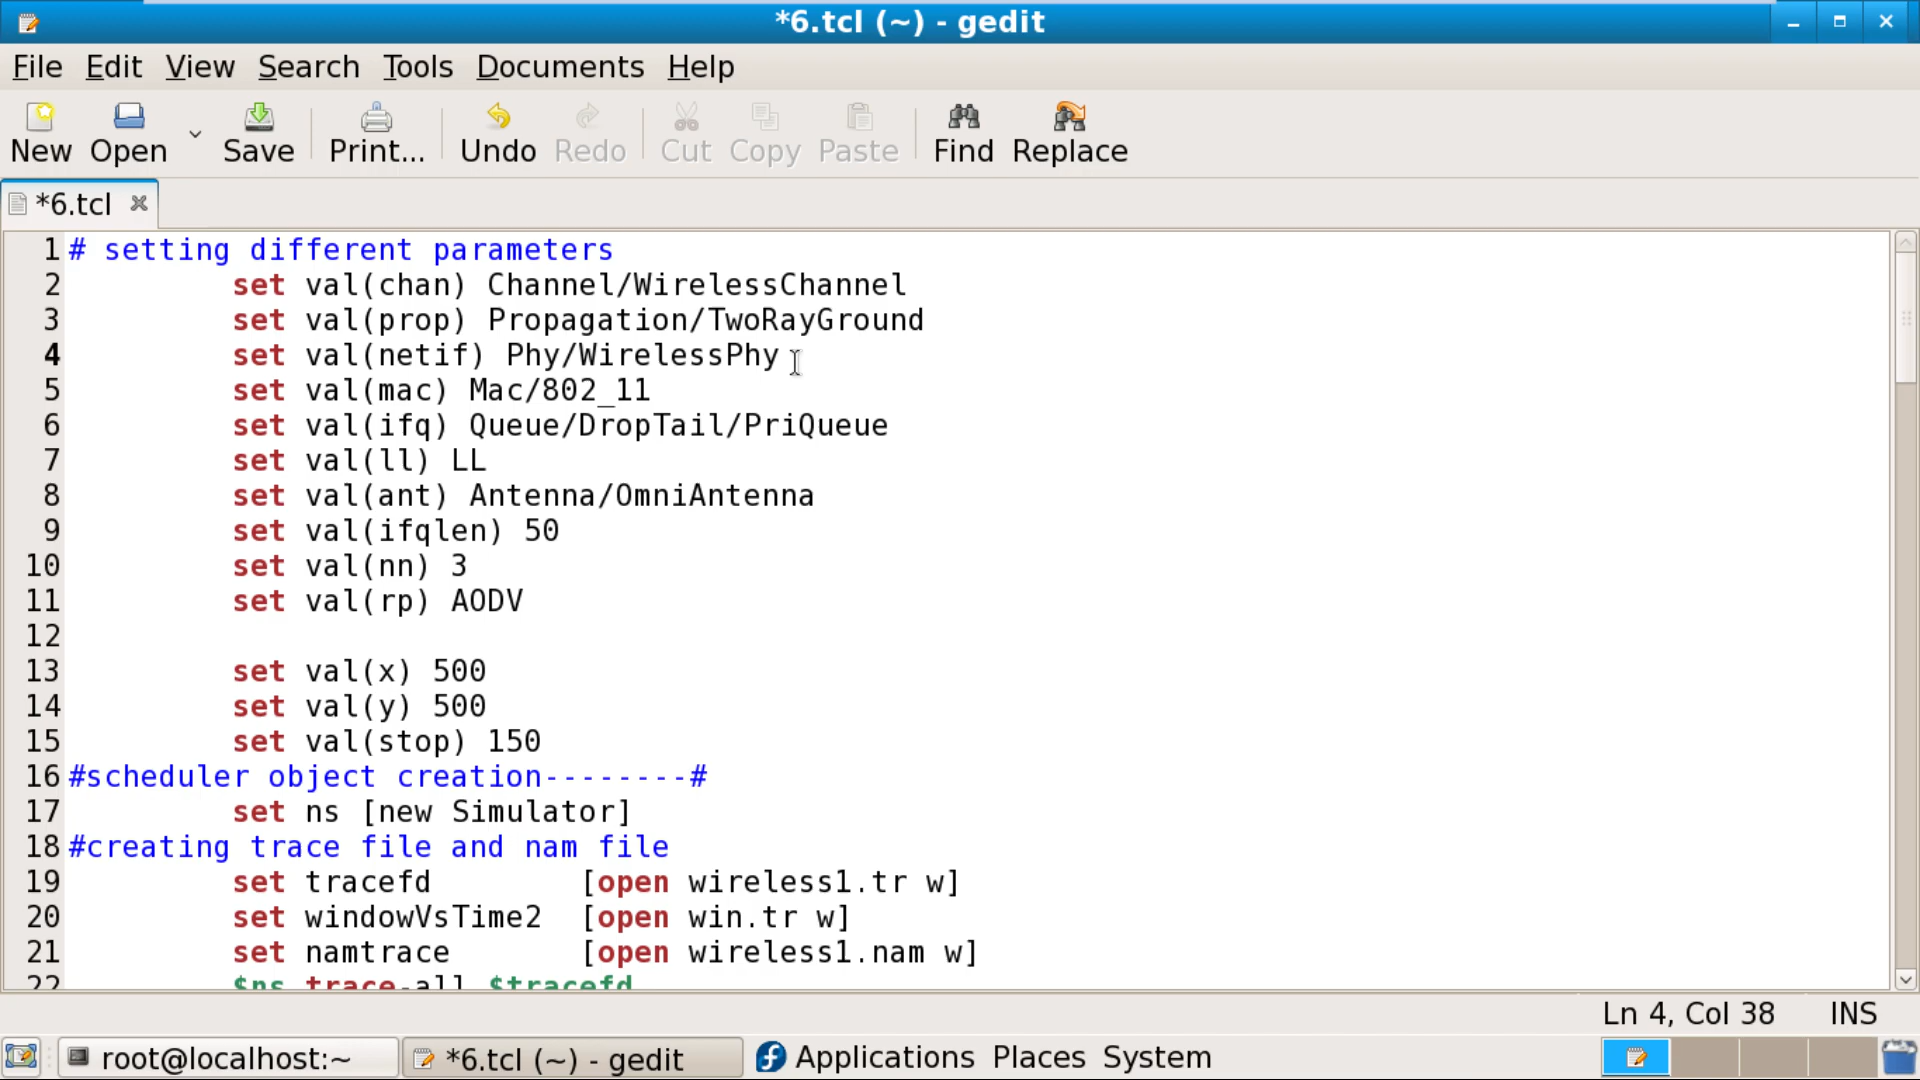 *6.tcl (~) - gedit
File Edit View Search Tools Documents Help
New Open Save Print... Undo Redo Cut Copy Paste Find Replace
*6.tcl
1 # setting different parameters
2 set val(chan) Channel/WirelessChannel
3 set val(prop) Propagation/TwoRayGround
4 set val(netif) Phy/WirelessPhy
5 set val(mac) Mac/802_11
6 set val(ifq) Queue/DropTail/PriQueue
7 set val(ll) LL
8 set val(ant) Antenna/OmniAntenna
9 set val(ifqlen) 50
10 set val(nn) 3
11 set val(rp) AODV
12
13 set val(x) 500
14 set val(y) 500
15 set val(stop) 150
16 #scheduler object creation--------#
17 set ns [new Simulator]
18 #creating trace file and nam file
19 set tracefd [open wireless1.tr w]
20 set windowVsTime2 [open win.tr w]
21 set namtrace [open wireless1.nam w]
22 $ns trace-all $tracefd
Ln 4, Col 38 INS
root@localhost:~ *6.tcl (~) - gedit Applications Places System